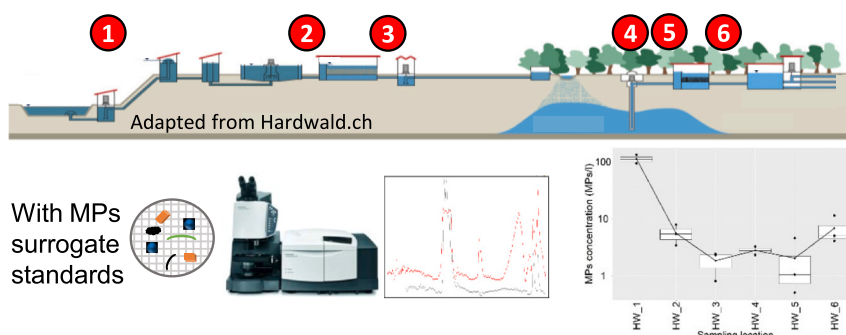 1
2
3
4
5
6
Adapted from Hardwald.ch
With MPs
surrogate
standards
MPs concentration (MPs/l)
100
10
1
HW_1
HW_2
HW_3
HW_4
HW_5
HW_6
Sampling location